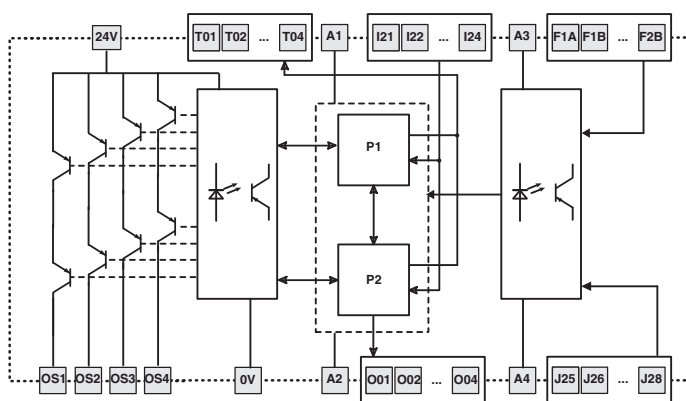 24V T01 T02 ... T04 A1 I21 I22 ... I24 A3 F1A F1B ... F2B
P1
P2
OS1 OS2 OS3 OS4 0V A2 O01 O02 ... O04 A4 J25 J26 ... J28